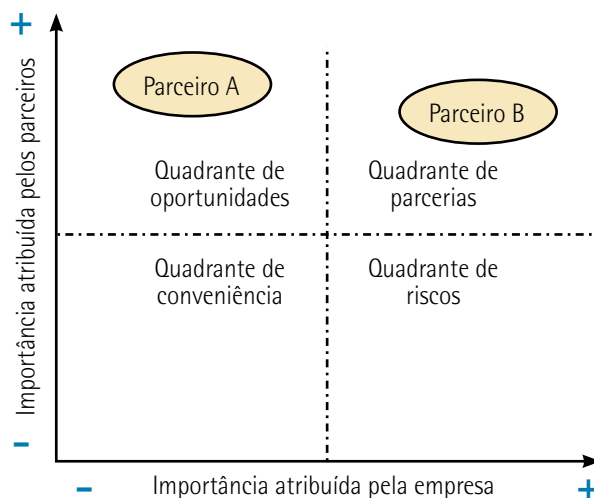 +
Importância atribuída pelos parceiros
-
Parceiro A
Parceiro B
Quadrante de
oportunidades
Quadrante de
parcerias
Quadrante de
conveniência
Quadrante de
riscos
-
Importância atribuída pela empresa
+